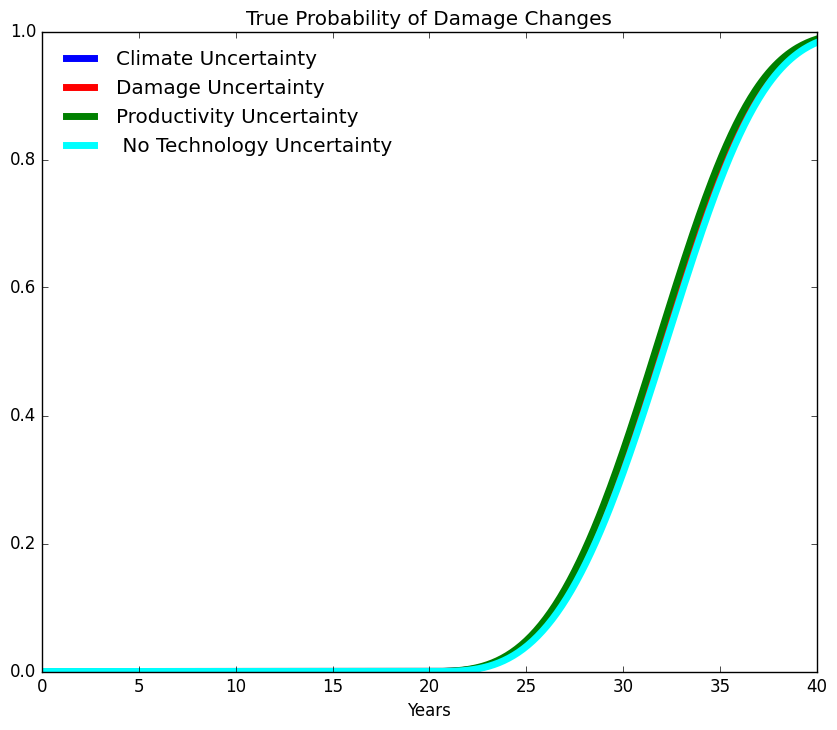 True Probability of Damage Changes
1.0
Climate Uncertainty
Damage Uncertainty
Productivity Uncertainty
No Technology Uncertainty
0.8
0.6
0.4
0.2
0.0
0 5 10 15 20 25 30 35 40
Years